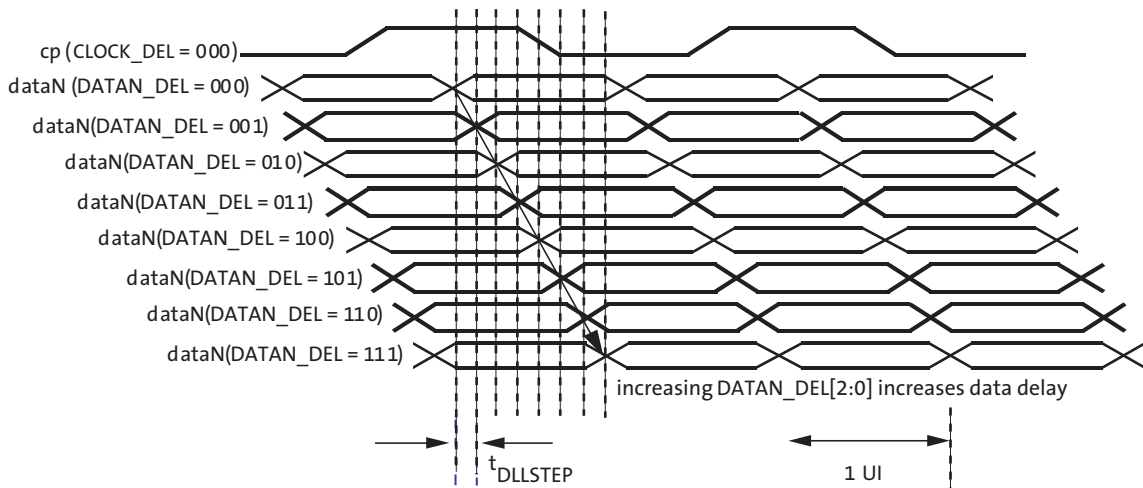 cp (CLOCK_DEL = 000)
dataN (DATAN_DEL = 000)
dataN(DATAN_DEL = 001)
dataN(DATAN_DEL = 010)
dataN(DATAN_DEL = 011)
dataN(DATAN_DEL = 100)
dataN(DATAN_DEL = 101)
dataN(DATAN_DEL = 110)
dataN(DATAN_DEL = 111)
increasing DATAN_DEL[2:0] increases data delay
tDLLSTEP
1 UI